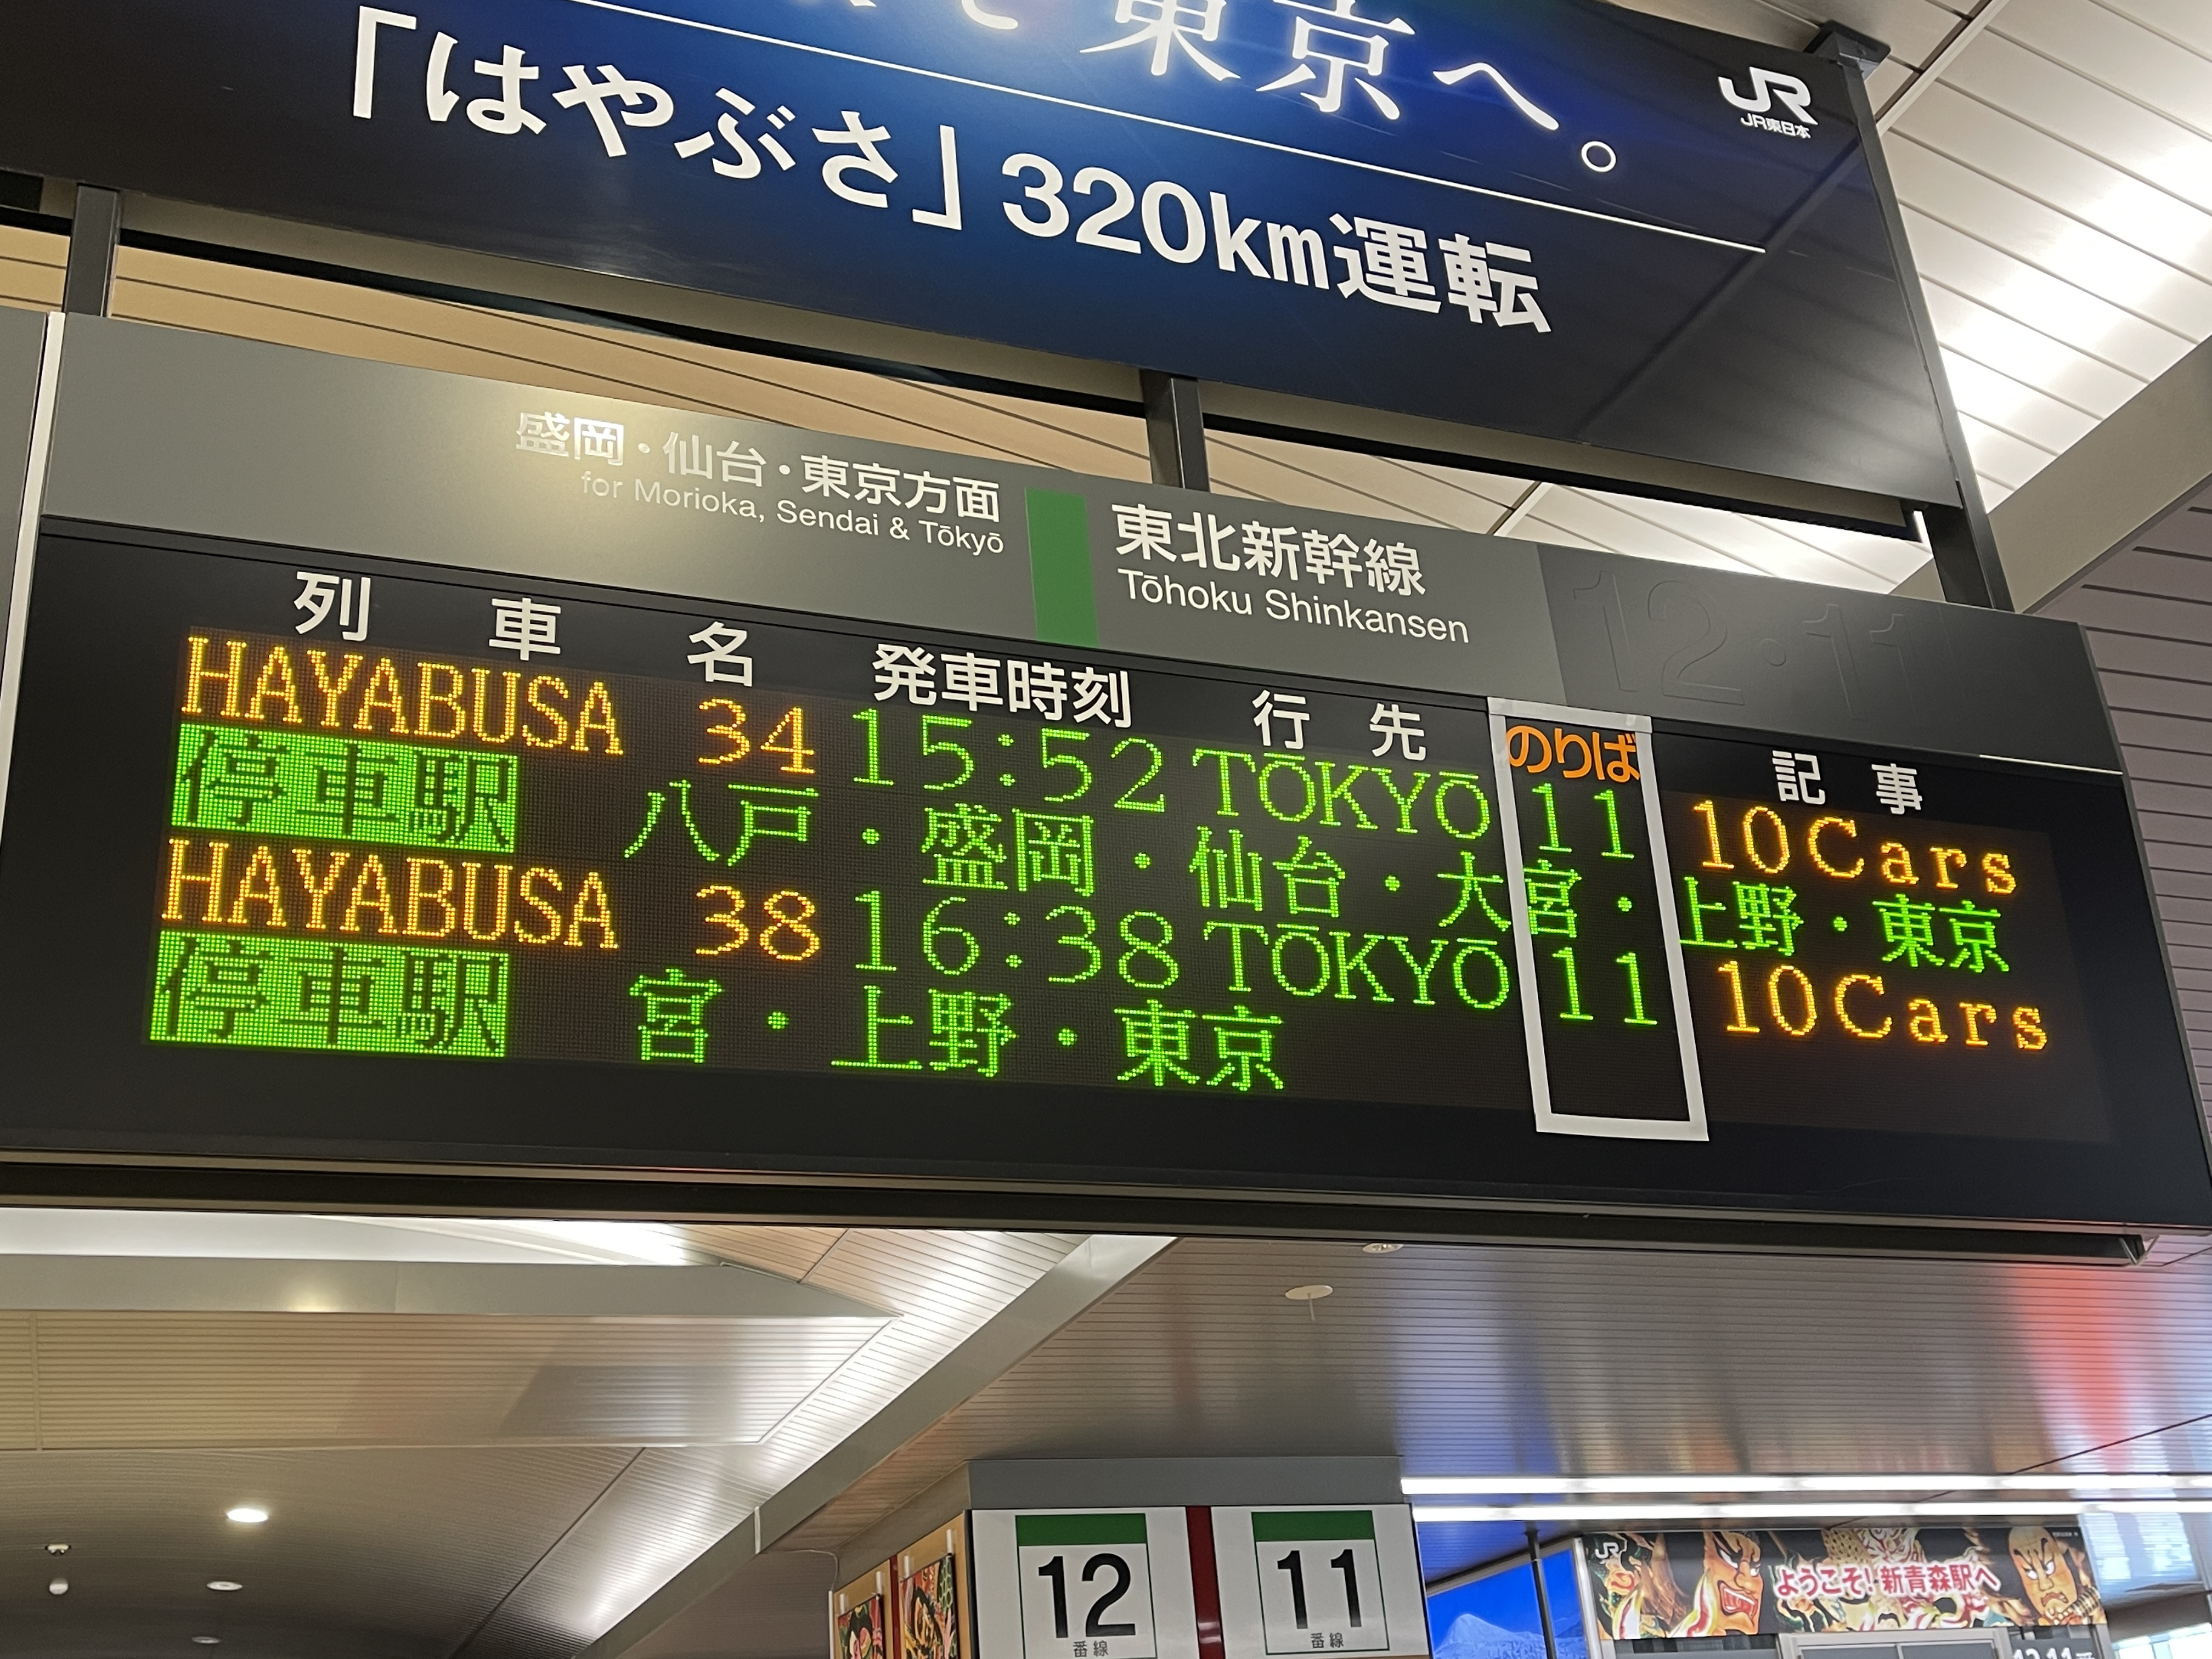 東京へ。
JR
JR東日本
「はやぶさ」320km運転
盛岡・仙台・東京方面
for Morioka, Sendai & Tōkyō
東北新幹線
Tōhoku Shinkansen
12・11
列車名 発車時刻 行先 のりば 記事
HAYABUSA 34 15:52 TŌKYŌ 11 10Cars
停車駅 八戸・盛岡・仙台・大宮・上野・東京
HAYABUSA 38 16:38 TŌKYŌ 11 10Cars
停車駅 宮・上野・東京
12
番線
11
番線
JR
ようこそ!新青森駅へ